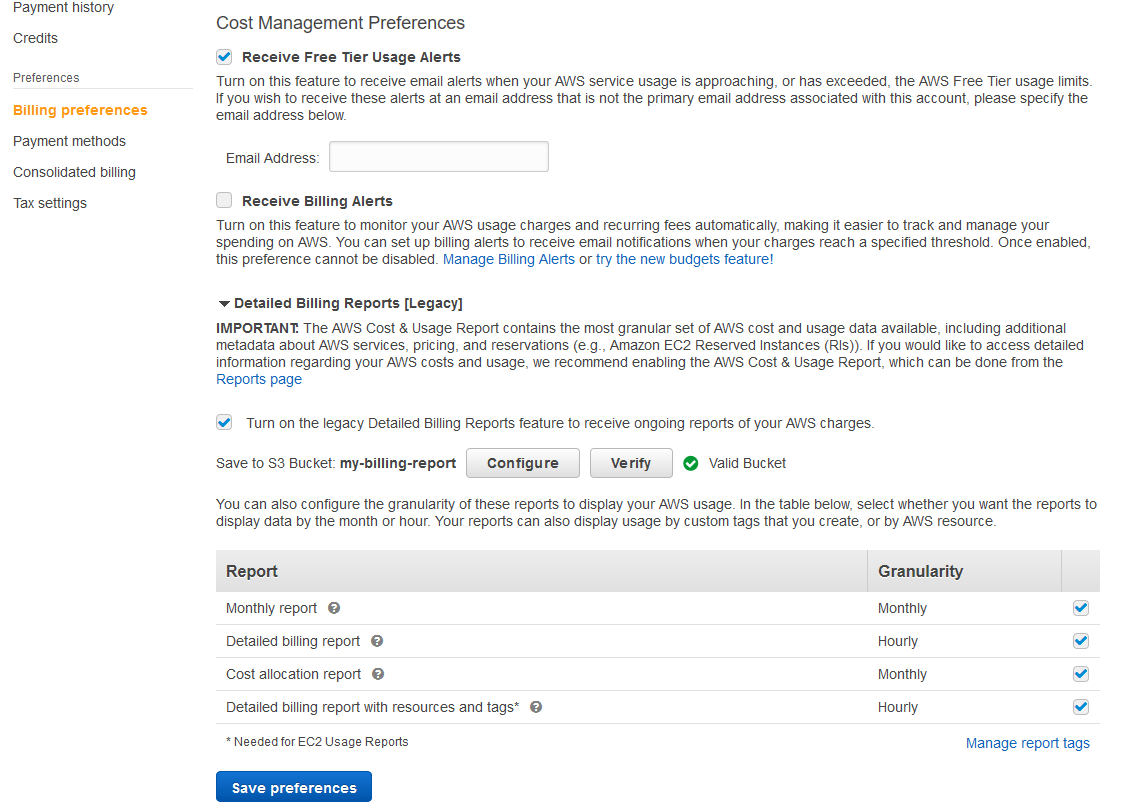 Payment history
Credits
Preferences
Billing preferences
Payment methods
Consolidated billing
Tax settings
Cost Management Preferences
Receive Free Tier Usage Alerts
Turn on this feature to receive email alerts when your AWS service usage is approaching, or has exceeded, the AWS Free Tier usage limits.
If you wish to receive these alerts at an email address that is not the primary email address associated with this account, please specify the
email address below.
Email Address:
Receive Billing Alerts
Turn on this feature to monitor your AWS usage charges and recurring fees automatically, making it easier to track and manage your
spending on AWS. You can set up billing alerts to receive email notifications when your charges reach a specified threshold. Once enabled,
this preference cannot be disabled. Manage Billing Alerts or try the new budgets feature!
Detailed Billing Reports [Legacy]
IMPORTANT: The AWS Cost & Usage Report contains the most granular set of AWS cost and usage data available, including additional
metadata about AWS services, pricing, and reservations (e.g., Amazon EC2 Reserved Instances (RIs)). If you would like to access detailed
information regarding your AWS costs and usage, we recommend enabling the AWS Cost & Usage Report, which can be done from the
Reports page
Turn on the legacy Detailed Billing Reports feature to receive ongoing reports of your AWS charges.
Save to S3 Bucket: my-billing-report Configure Verify Valid Bucket
You can also configure the granularity of these reports to display your AWS usage. In the table below, select whether you want the reports to
display data by the month or hour. Your reports can also display usage by custom tags that you create, or by AWS resource.
Report Granularity
Monthly report ? Monthly
Detailed billing report ? Hourly
Cost allocation report ? Monthly
Detailed billing report with resources and tags* ? Hourly
* Needed for EC2 Usage Reports Manage report tags
Save preferences